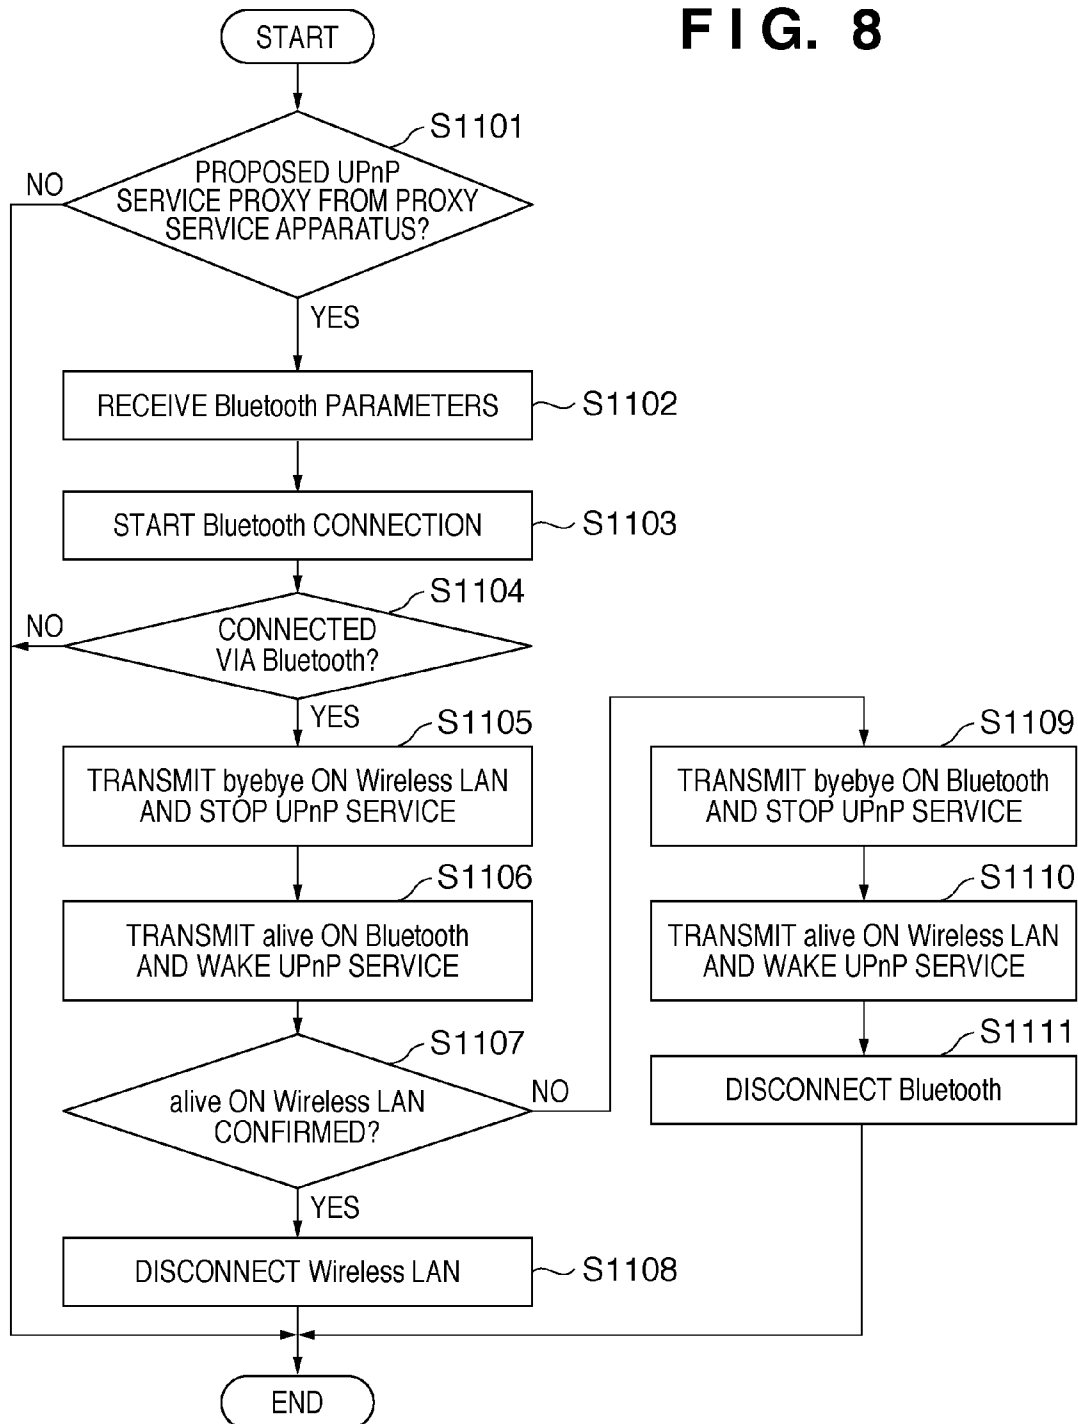 FIG. 8
START
S1101
PROPOSED UPnP
SERVICE PROXY FROM PROXY
SERVICE APPARATUS?
NO
YES
RECEIVE Bluetooth PARAMETERS
S1102
START Bluetooth CONNECTION
S1103
S1104
CONNECTED
VIA Bluetooth?
NO
YES
S1105
TRANSMIT byebye ON Wireless LAN
AND STOP UPnP SERVICE
S1106
TRANSMIT alive ON Bluetooth
AND WAKE UPnP SERVICE
S1107
alive ON Wireless LAN
CONFIRMED?
NO
YES
DISCONNECT Wireless LAN
S1108
S1109
TRANSMIT byebye ON Bluetooth
AND STOP UPnP SERVICE
S1110
TRANSMIT alive ON Wireless LAN
AND WAKE UPnP SERVICE
S1111
DISCONNECT Bluetooth
END